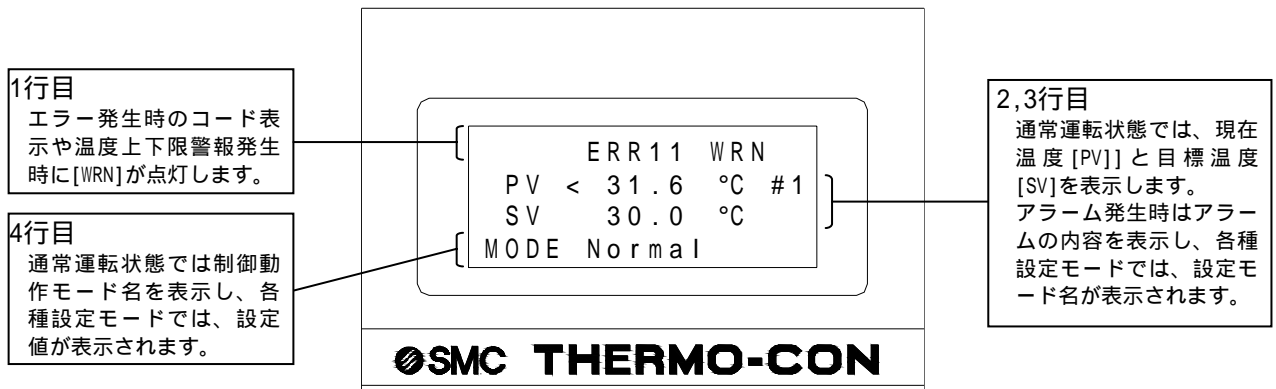 1行目
エラー発生時のコード表
示や温度上下限警報発生
時に[WRN]が点灯します。
4行目
通常運転状態では制御動
作モード名を表示し、各
種設定モードでは、設定
値が表示されます。
ERR11 WRN
PV < 31.6 °C #1
SV 30.0 °C
MODE Normal
SMC THERMO-CON
2,3行目
通常運転状態では、現在
温度[PV]]と目標温度
[SV]を表示します。
アラーム発生時はアラー
ムの内容を表示し、各種
設定モードでは、設定モ
ード名が表示されます。